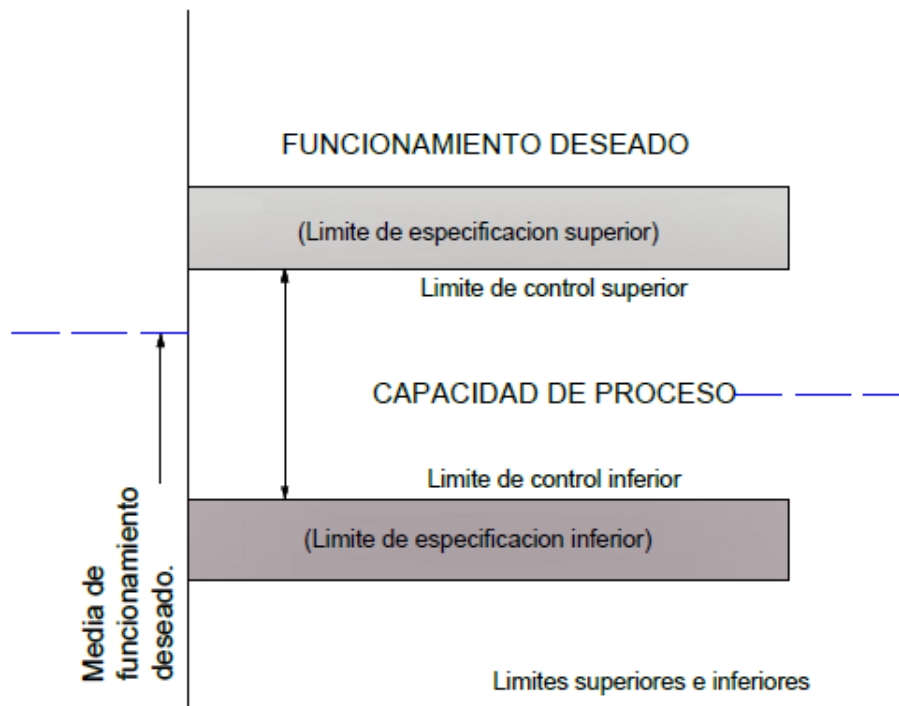 FUNCIONAMIENTO DESEADO
(Limite de especificacion superior)
Limite de control superior
CAPACIDAD DE PROCESO
Limite de control inferior
(Limite de especificacion inferior)
Media de
funcionamiento
deseado.
Limites superiores e inferiores